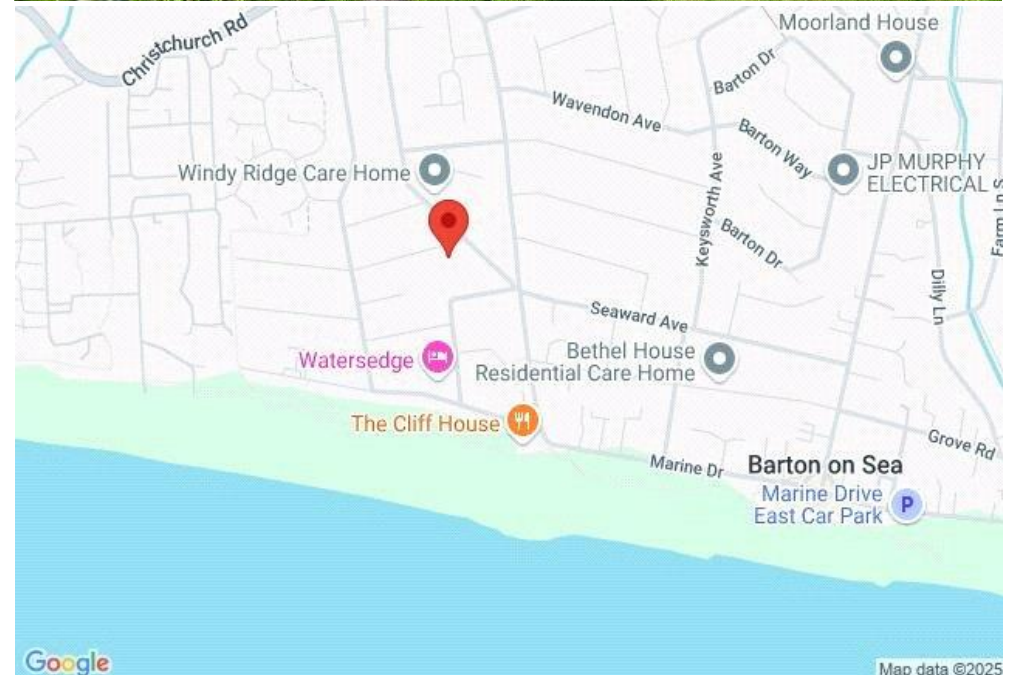 Christchurch Rd
Moorland House
Barton Dr
Wavendon Ave
Barton Way
Windy Ridge Care Home
JP MURPHY
ELECTRICAL
Keysworth Ave
Farm Ln S
Barton Dr
Dilly Ln
Seaward Ave
Watersedge
Bethel House
Residential Care Home
The Cliff House
Grove Rd
Marine Dr
Barton on Sea
Marine Drive
East Car Park
P
Google
Map data ©2025